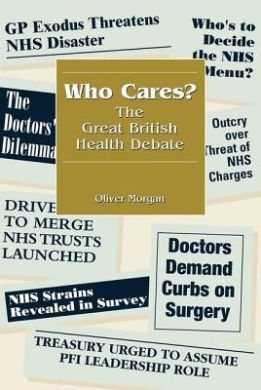 GP Exodus Threatens
NHS Disaster
Who's to
Decide
the NHS
Menu?
The
Doctors'
Dilemma
Who Cares?
The
Great British
Health Debate
Oliver Morgan
Outcry
over
Threat of
NHS
Charges
DRIVE
TO MERGE
NHS TRUSTS
LAUNCHED
Doctors
Demand
Curbs on
Surgery
NHS Strains
Revealed in Survey
TREASURY URGED TO ASSUME
PFI LEADERSHIP ROLE